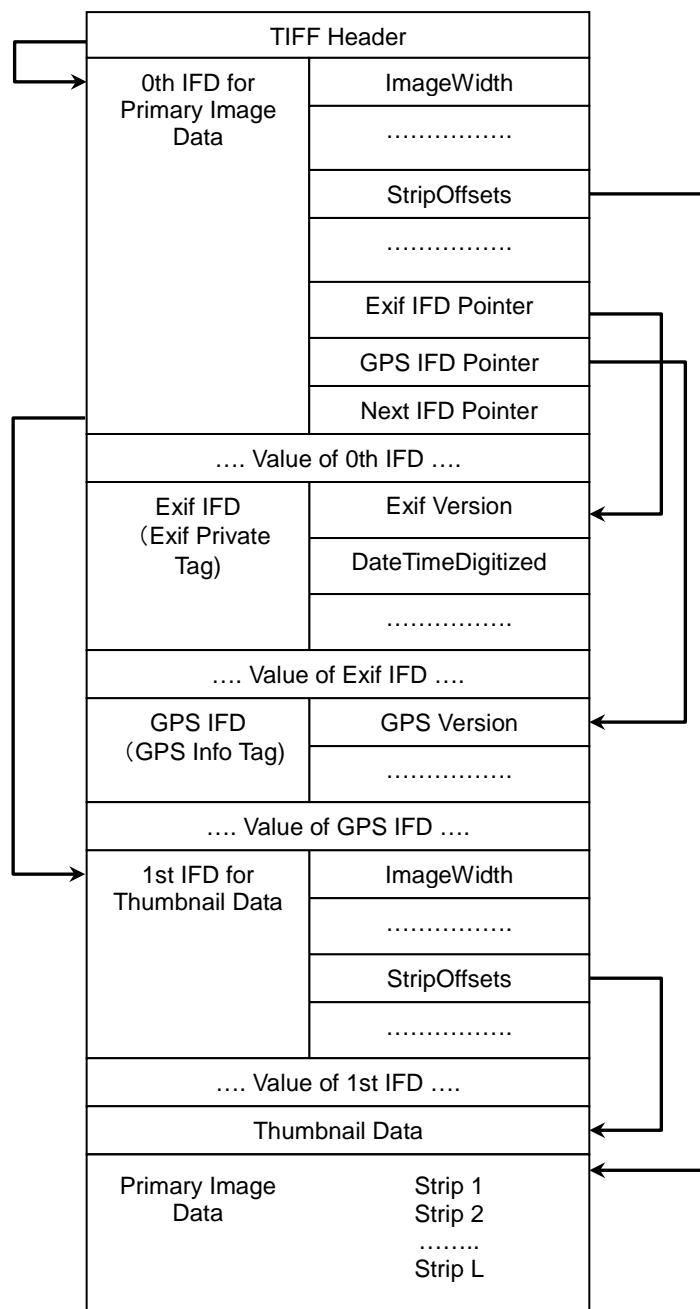 TIFF Header
0th IFD for
Primary Image
Data
ImageWidth
…………….
StripOffsets
…………….
Exif IFD Pointer
GPS IFD Pointer
Next IFD Pointer
…. Value of 0th IFD ….
Exif IFD
（Exif Private
Tag)
Exif Version
DateTimeDigitized
…………….
…. Value of Exif IFD ….
GPS IFD
（GPS Info Tag)
GPS Version
…………….
…. Value of GPS IFD ….
1st IFD for
Thumbnail Data
ImageWidth
…………….
StripOffsets
…………….
…. Value of 1st IFD ….
Thumbnail Data
Primary Image
Data
Strip 1
Strip 2
……..
Strip L